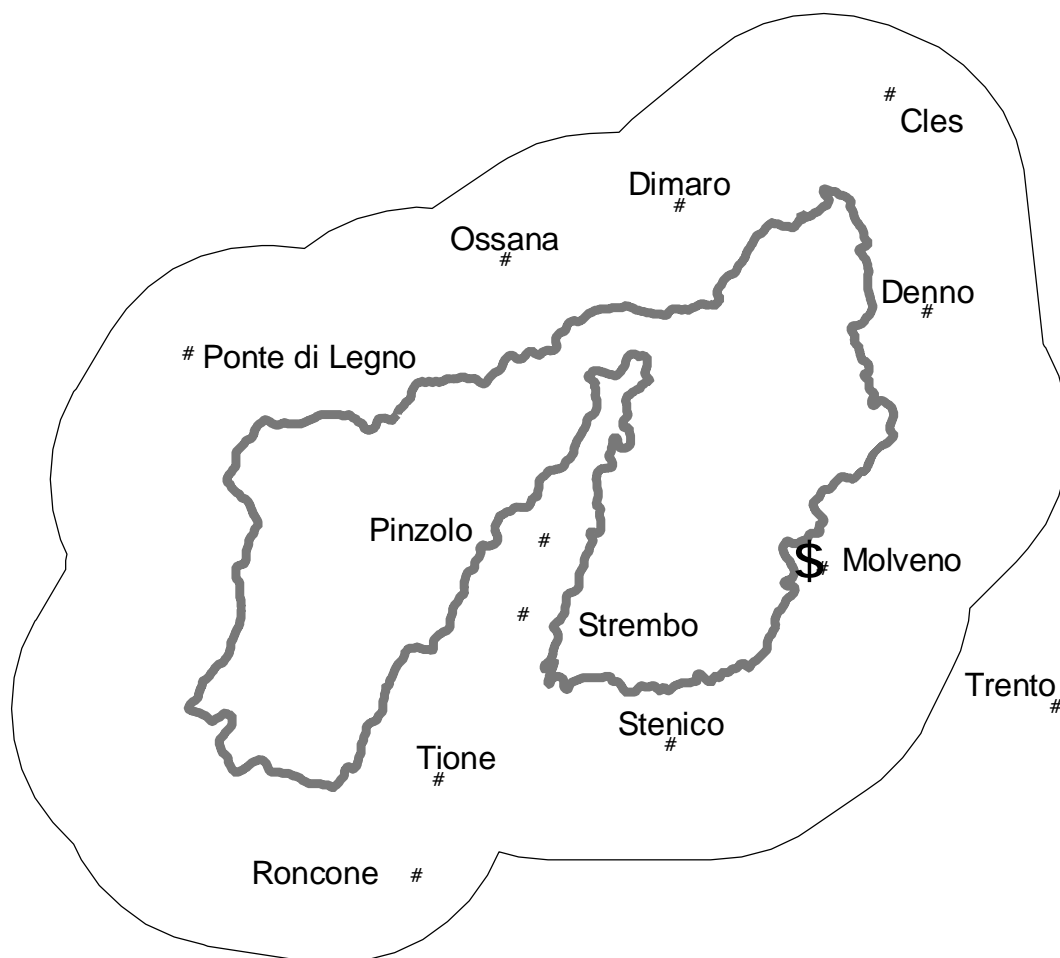 #
Cles
Dimaro
#
Ossana
#
Denno
#
# Ponte di Legno
Pinzolo
#
$# Molveno
#
Strembo
Trento
#
Stenico
#
Tione
#
Roncone #